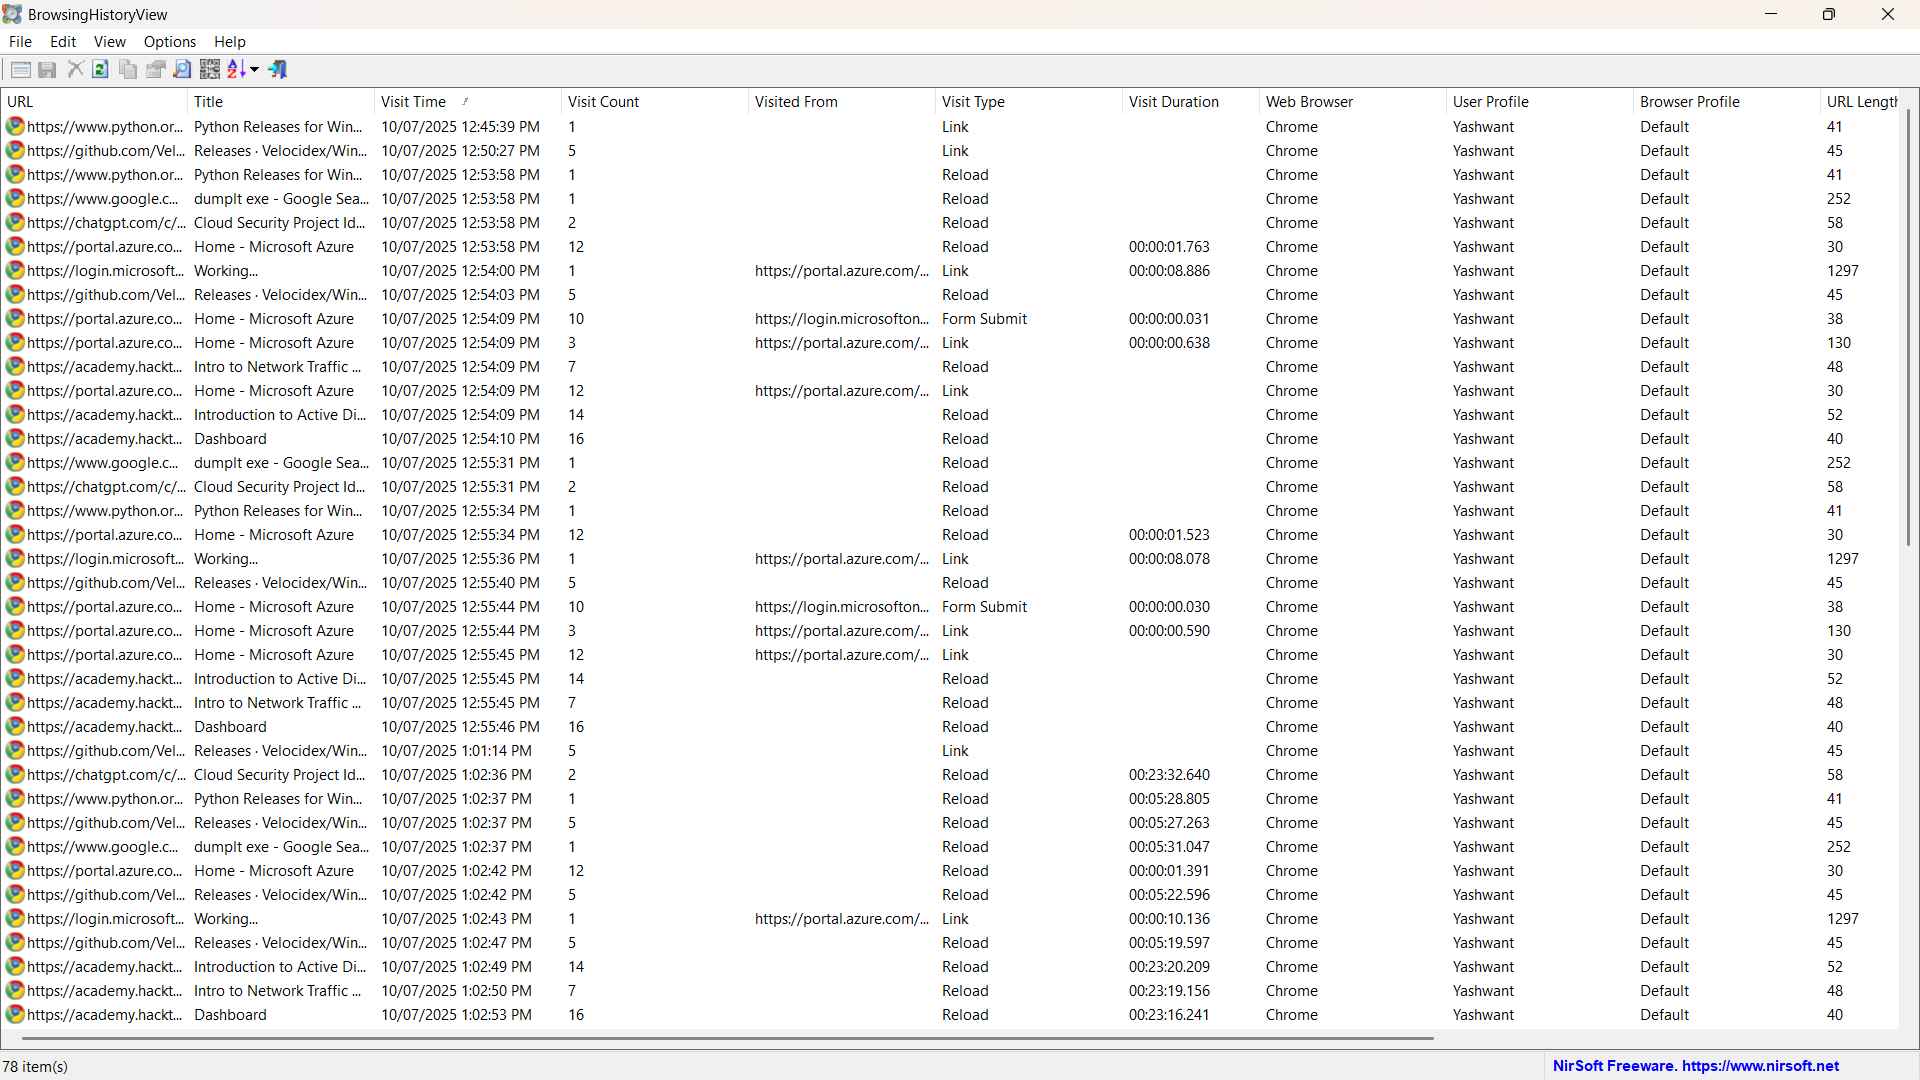 BrowsingHistoryView
File Edit View Options Help
URL Title Visit Time Visit Count Visited From Visit Type Visit Duration Web Browser User Profile Browser Profile URL Length
https://www.python.or... Python Releases for Win... 10/07/2025 12:45:39 PM 1 Link Chrome Yashwant Default 41
https://github.com/Vel... Releases · Velocidex/Win... 10/07/2025 12:50:27 PM 5 Link Chrome Yashwant Default 45
https://www.python.or... Python Releases for Win... 10/07/2025 12:53:58 PM 1 Reload Chrome Yashwant Default 41
https://www.google.c... dumplt exe - Google Sea... 10/07/2025 12:53:58 PM 1 Reload Chrome Yashwant Default 252
https://chatgpt.com/c/... Cloud Security Project Id... 10/07/2025 12:53:58 PM 2 Reload Chrome Yashwant Default 58
https://portal.azure.co... Home - Microsoft Azure 10/07/2025 12:53:58 PM 12 Reload 00:00:01.763 Chrome Yashwant Default 30
https://login.microsoft... Working... 10/07/2025 12:54:00 PM 1 https://portal.azure.com/... Link 00:00:08.886 Chrome Yashwant Default 1297
https://github.com/Vel... Releases · Velocidex/Win... 10/07/2025 12:54:03 PM 5 Reload Chrome Yashwant Default 45
https://portal.azure.co... Home - Microsoft Azure 10/07/2025 12:54:09 PM 10 https://login.microsofton... Form Submit 00:00:00.031 Chrome Yashwant Default 38
https://portal.azure.co... Home - Microsoft Azure 10/07/2025 12:54:09 PM 3 https://portal.azure.com/... Link 00:00:00.638 Chrome Yashwant Default 130
https://academy.hackt... Intro to Network Traffic ... 10/07/2025 12:54:09 PM 7 Reload Chrome Yashwant Default 48
https://portal.azure.co... Home - Microsoft Azure 10/07/2025 12:54:09 PM 12 https://portal.azure.com/... Link Chrome Yashwant Default 30
https://academy.hackt... Introduction to Active Di... 10/07/2025 12:54:09 PM 14 Reload Chrome Yashwant Default 52
https://academy.hackt... Dashboard 10/07/2025 12:54:10 PM 16 Reload Chrome Yashwant Default 40
https://www.google.c... dumplt exe - Google Sea... 10/07/2025 12:55:31 PM 1 Reload Chrome Yashwant Default 252
https://chatgpt.com/c/... Cloud Security Project Id... 10/07/2025 12:55:31 PM 2 Reload Chrome Yashwant Default 58
https://www.python.or... Python Releases for Win... 10/07/2025 12:55:34 PM 1 Reload Chrome Yashwant Default 41
https://portal.azure.co... Home - Microsoft Azure 10/07/2025 12:55:34 PM 12 Reload 00:00:01.523 Chrome Yashwant Default 30
https://login.microsoft... Working... 10/07/2025 12:55:36 PM 1 https://portal.azure.com/... Link 00:00:08.078 Chrome Yashwant Default 1297
https://github.com/Vel... Releases · Velocidex/Win... 10/07/2025 12:55:40 PM 5 Reload Chrome Yashwant Default 45
https://portal.azure.co... Home - Microsoft Azure 10/07/2025 12:55:44 PM 10 https://login.microsofton... Form Submit 00:00:00.030 Chrome Yashwant Default 38
https://portal.azure.co... Home - Microsoft Azure 10/07/2025 12:55:44 PM 3 https://portal.azure.com/... Link 00:00:00.590 Chrome Yashwant Default 130
https://portal.azure.co... Home - Microsoft Azure 10/07/2025 12:55:45 PM 12 https://portal.azure.com/... Link Chrome Yashwant Default 30
https://academy.hackt... Introduction to Active Di... 10/07/2025 12:55:45 PM 14 Reload Chrome Yashwant Default 52
https://academy.hackt... Intro to Network Traffic ... 10/07/2025 12:55:45 PM 7 Reload Chrome Yashwant Default 48
https://academy.hackt... Dashboard 10/07/2025 12:55:46 PM 16 Reload Chrome Yashwant Default 40
https://github.com/Vel... Releases · Velocidex/Win... 10/07/2025 1:01:14 PM 5 Link Chrome Yashwant Default 45
https://chatgpt.com/c/... Cloud Security Project Id... 10/07/2025 1:02:36 PM 2 Reload 00:23:32.640 Chrome Yashwant Default 58
https://www.python.or... Python Releases for Win... 10/07/2025 1:02:37 PM 1 Reload 00:05:28.805 Chrome Yashwant Default 41
https://github.com/Vel... Releases · Velocidex/Win... 10/07/2025 1:02:37 PM 5 Reload 00:05:27.263 Chrome Yashwant Default 45
https://www.google.c... dumplt exe - Google Sea... 10/07/2025 1:02:37 PM 1 Reload 00:05:31.047 Chrome Yashwant Default 252
https://portal.azure.co... Home - Microsoft Azure 10/07/2025 1:02:42 PM 12 Reload 00:00:01.391 Chrome Yashwant Default 30
https://github.com/Vel... Releases · Velocidex/Win... 10/07/2025 1:02:42 PM 5 Reload 00:05:22.596 Chrome Yashwant Default 45
https://login.microsoft... Working... 10/07/2025 1:02:43 PM 1 https://portal.azure.com/... Link 00:00:10.136 Chrome Yashwant Default 1297
https://github.com/Vel... Releases · Velocidex/Win... 10/07/2025 1:02:47 PM 5 Reload 00:05:19.597 Chrome Yashwant Default 45
https://academy.hackt... Introduction to Active Di... 10/07/2025 1:02:49 PM 14 Reload 00:23:20.209 Chrome Yashwant Default 52
https://academy.hackt... Intro to Network Traffic ... 10/07/2025 1:02:50 PM 7 Reload 00:23:19.156 Chrome Yashwant Default 48
https://academy.hackt... Dashboard 10/07/2025 1:02:53 PM 16 Reload 00:23:16.241 Chrome Yashwant Default 40
78 item(s) NirSoft Freeware. https://www.nirsoft.net